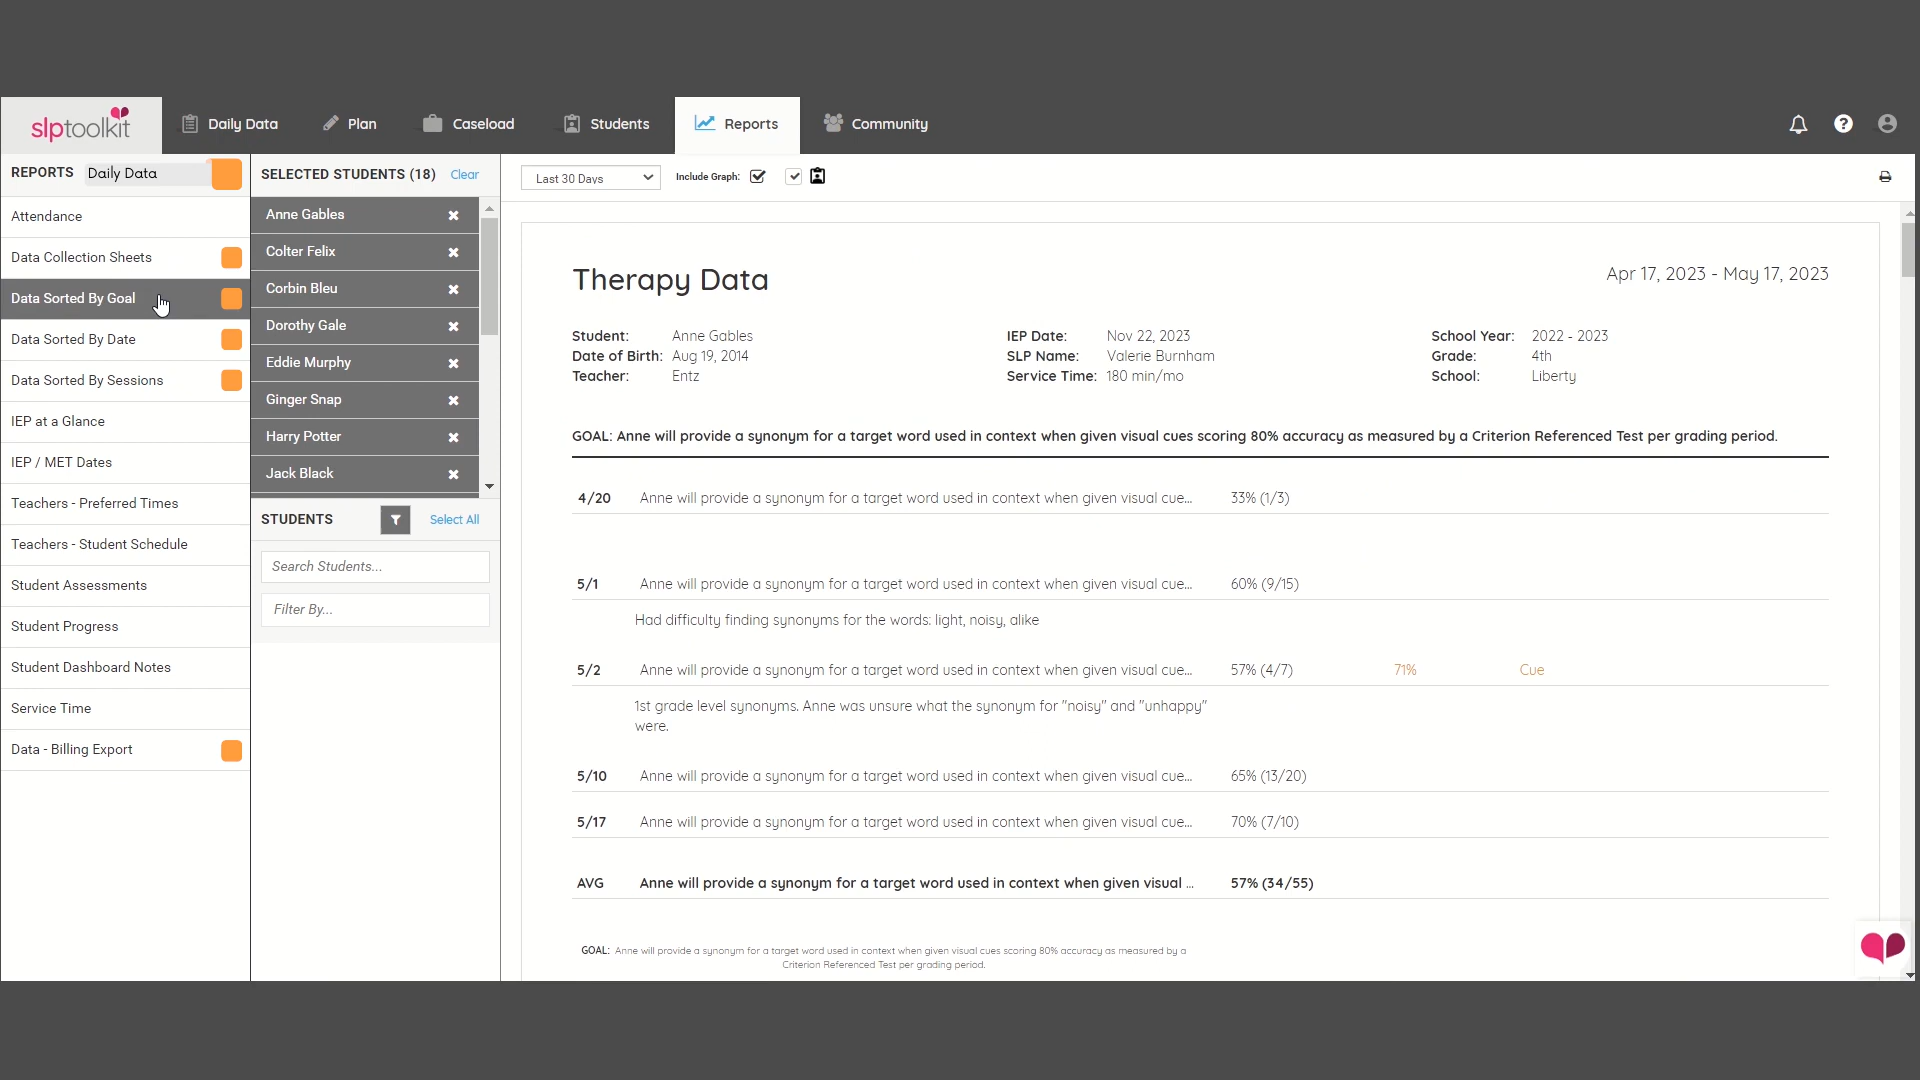 slptoolkit
Daily Data
Plan
Caseload
Students
Reports
Community
REPORTS
Daily Data
Attendance
Data Collection Sheets
Data Sorted By Goal
Data Sorted By Date
Data Sorted By Sessions
IEP at a Glance
IEP / MET Dates
Teachers - Preferred Times
Teachers - Student Schedule
Student Assessments
Student Progress
Student Dashboard Notes
Service Time
Data - Billing Export
SELECTED STUDENTS (18) Clear
Anne Gables
Colter Felix
Corbin Bleu
Dorothy Gale
Eddie Murphy
Ginger Snap
Harry Potter
Jack Black
STUDENTS Select All
Search Students...
Filter By...
Last 30 Days Include Graph:
Therapy Data Apr 17, 2023 - May 17, 2023
Student: Anne Gables IEP Date: Nov 22, 2023 School Year: 2022 - 2023
Date of Birth: Aug 19, 2014 SLP Name: Valerie Burnham Grade: 4th
Teacher: Entz Service Time: 180 min/mo School: Liberty
GOAL: Anne will provide a synonym for a target word used in context when given visual cues scoring 80% accuracy as measured by a Criterion Referenced Test per grading period.
4/20 Anne will provide a synonym for a target word used in context when given visual cue... 33% (1/3)
5/1 Anne will provide a synonym for a target word used in context when given visual cue... 60% (9/15)
Had difficulty finding synonyms for the words: light, noisy, alike
5/2 Anne will provide a synonym for a target word used in context when given visual cue... 57% (4/7) 71% Cue
1st grade level synonyms. Anne was unsure what the synonym for "noisy" and "unhappy"
were.
5/10 Anne will provide a synonym for a target word used in context when given visual cue... 65% (13/20)
5/17 Anne will provide a synonym for a target word used in context when given visual cue... 70% (7/10)
AVG Anne will provide a synonym for a target word used in context when given visual ... 57% (34/55)
GOAL: Anne will provide a synonym for a target word used in context when given visual cues scoring 80% accuracy as measured by a
Criterion Referenced Test per grading period.